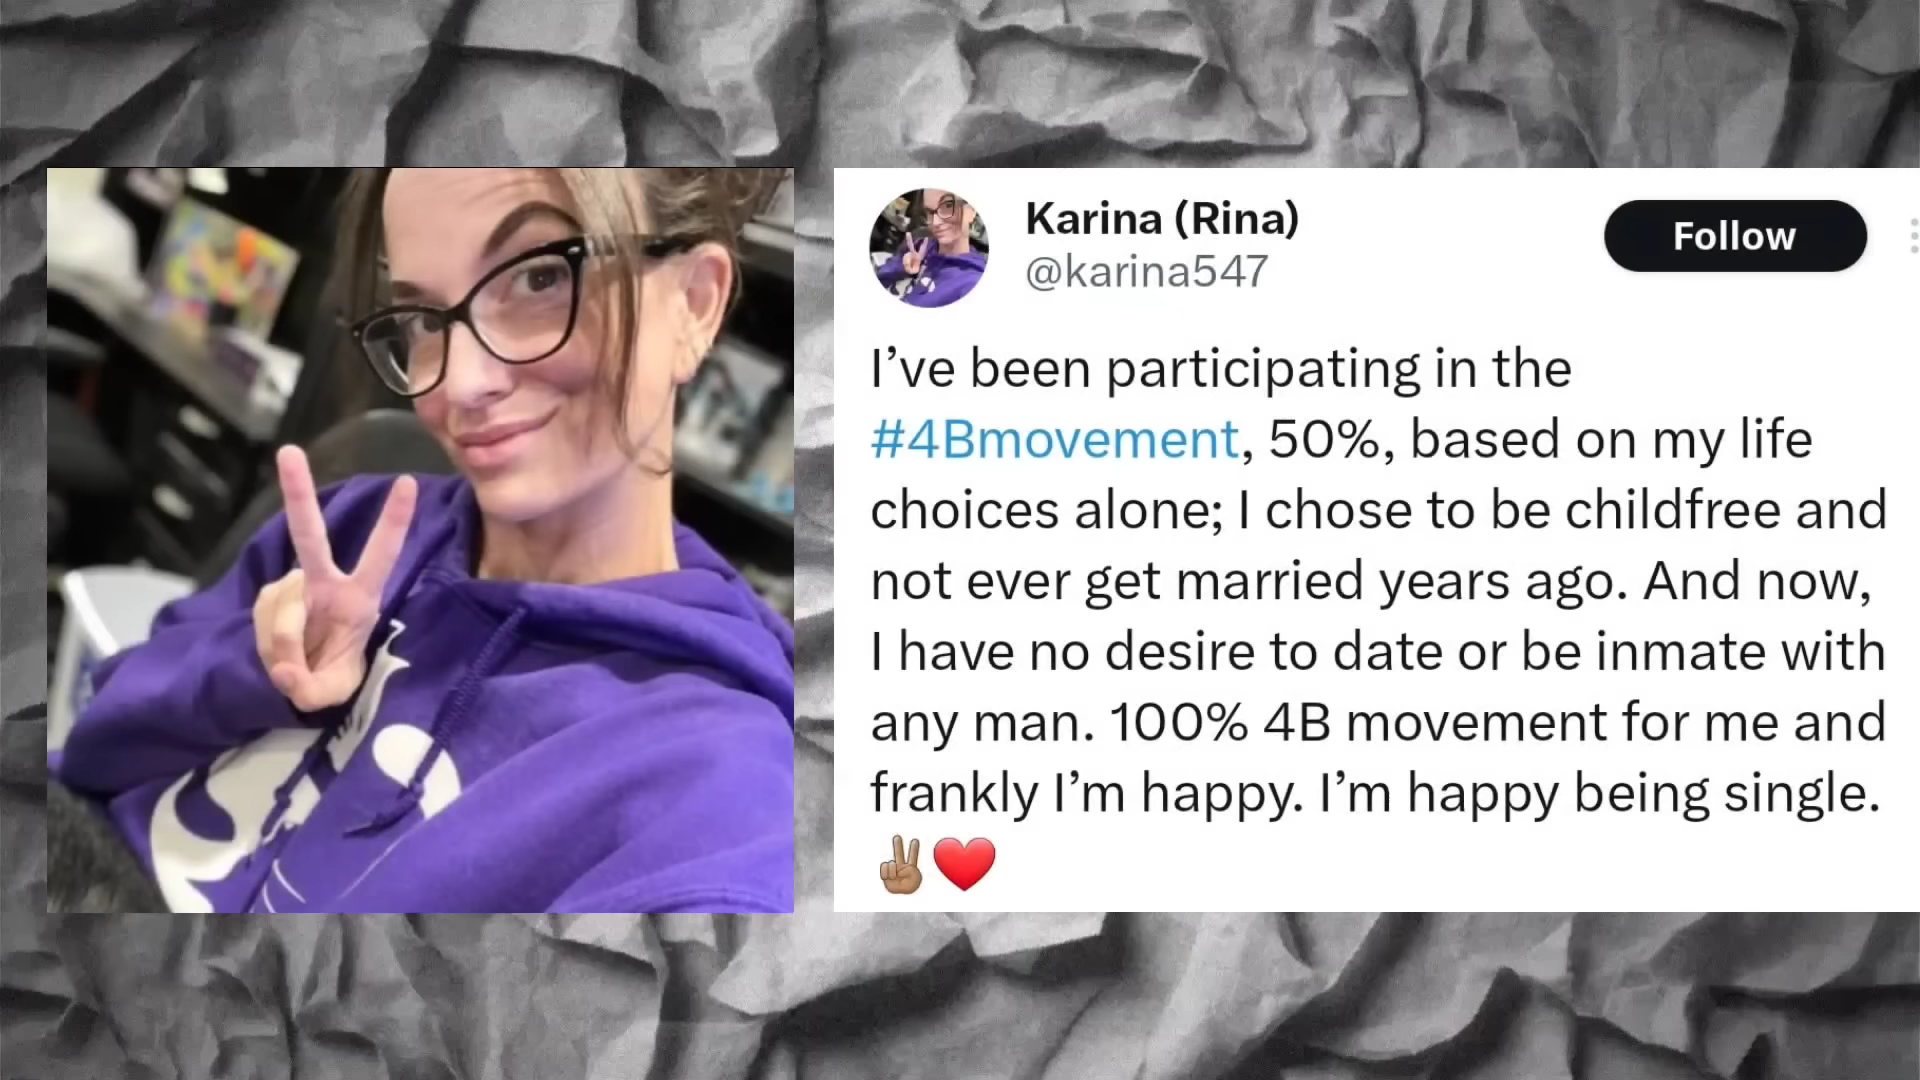 Karina (Rina)
@karina547
Follow
I’ve been participating in the
#4Bmovement, 50%, based on my life
choices alone; I chose to be childfree and
not ever get married years ago. And now,
I have no desire to date or be inmate with
any man. 100% 4B movement for me and
frankly I’m happy. I’m happy being single.
✌🏾❤️